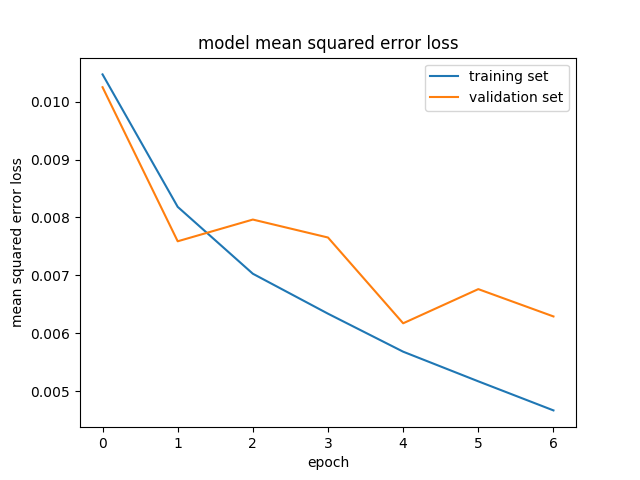 model mean squared error loss
training set
validation set
0.010
0.009
0.008
0.007
0.006
0.005
mean squared error loss
0 1 2 3 4 5 6
epoch